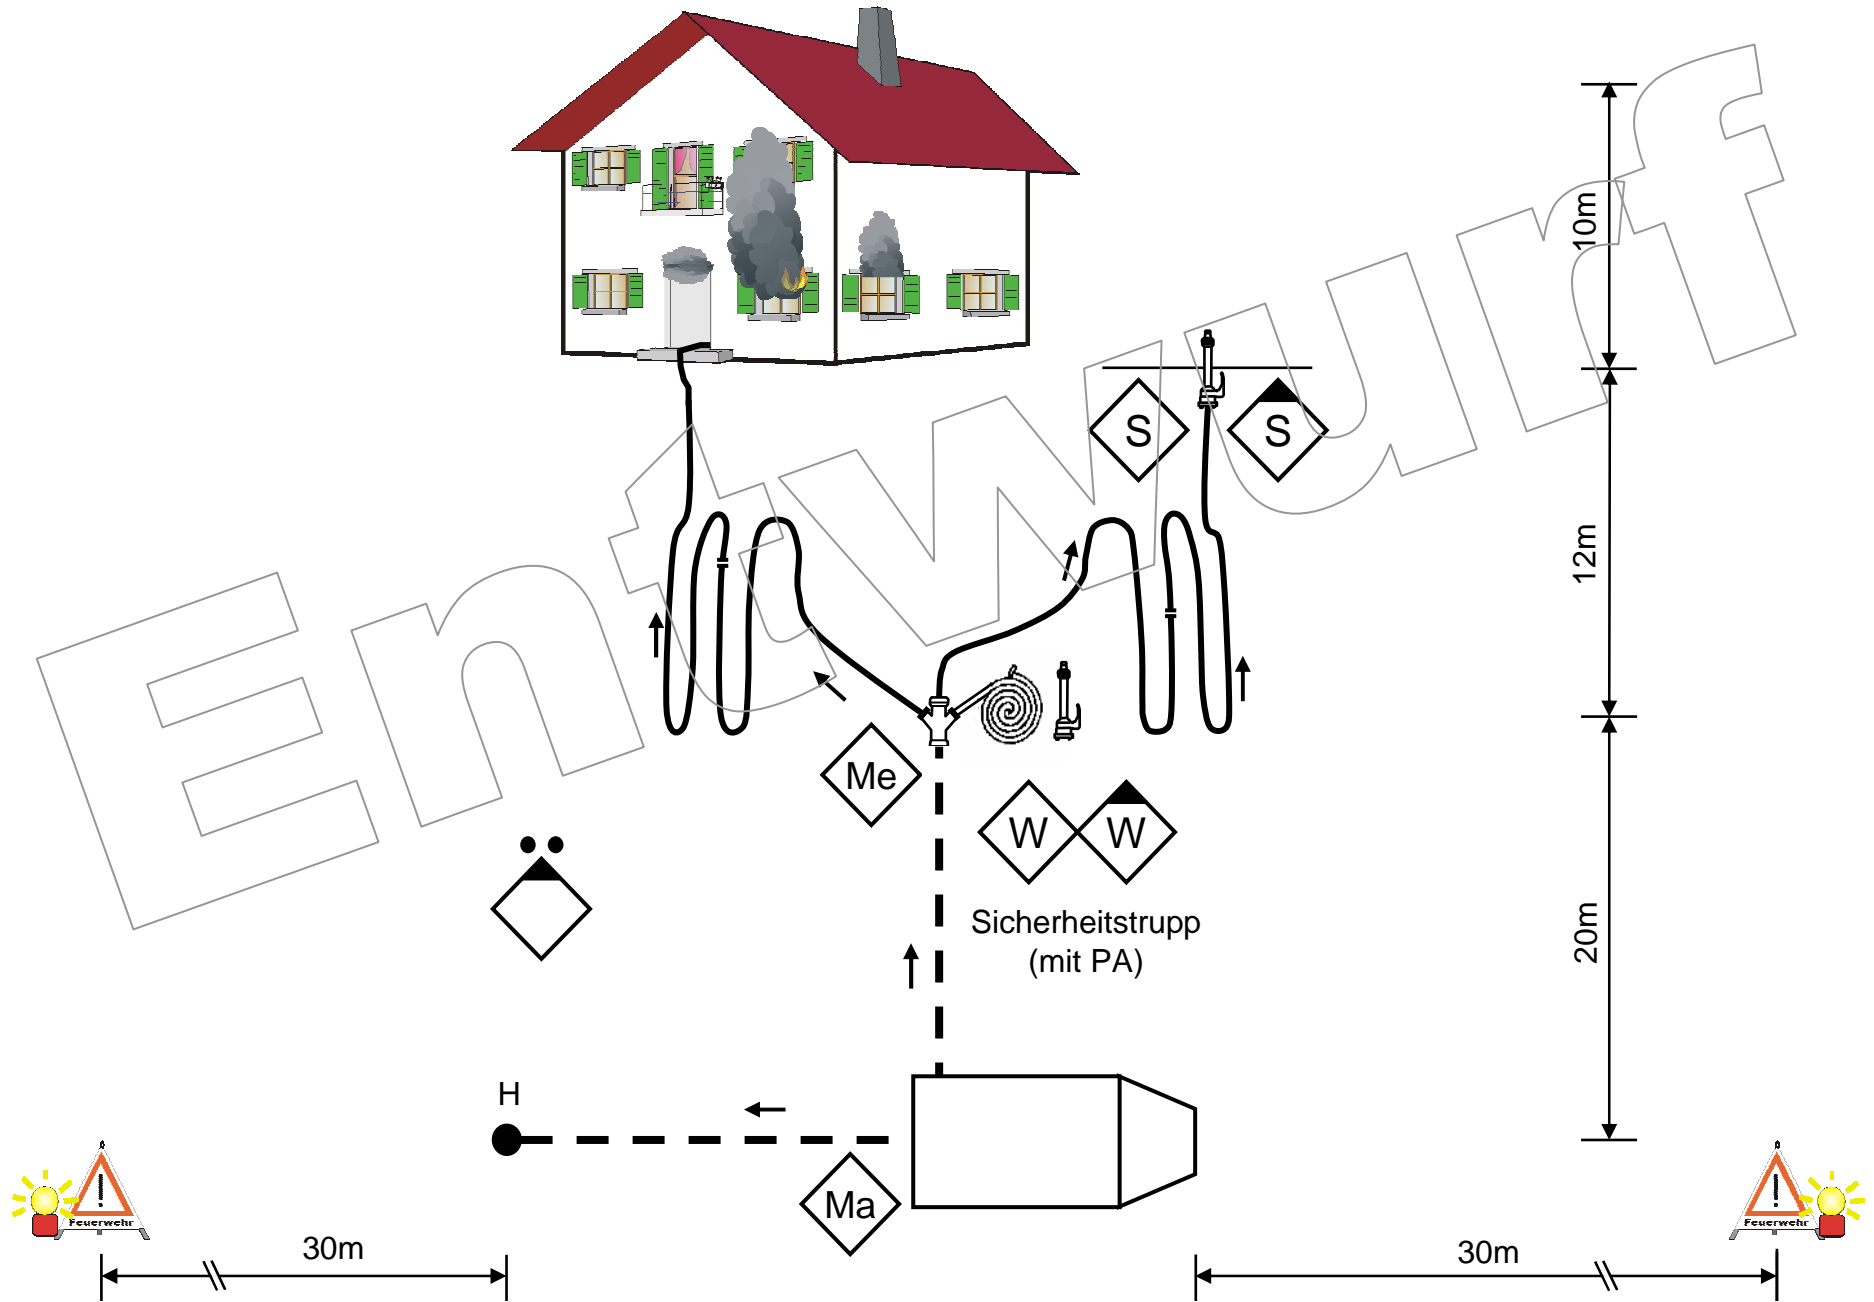 Entwurf
10m
S
S
12m
Me
W
W
Sicherheitstrupp
(mit PA)
20m
H
Ma
Feuerwehr
Feuerwehr
30m
30m